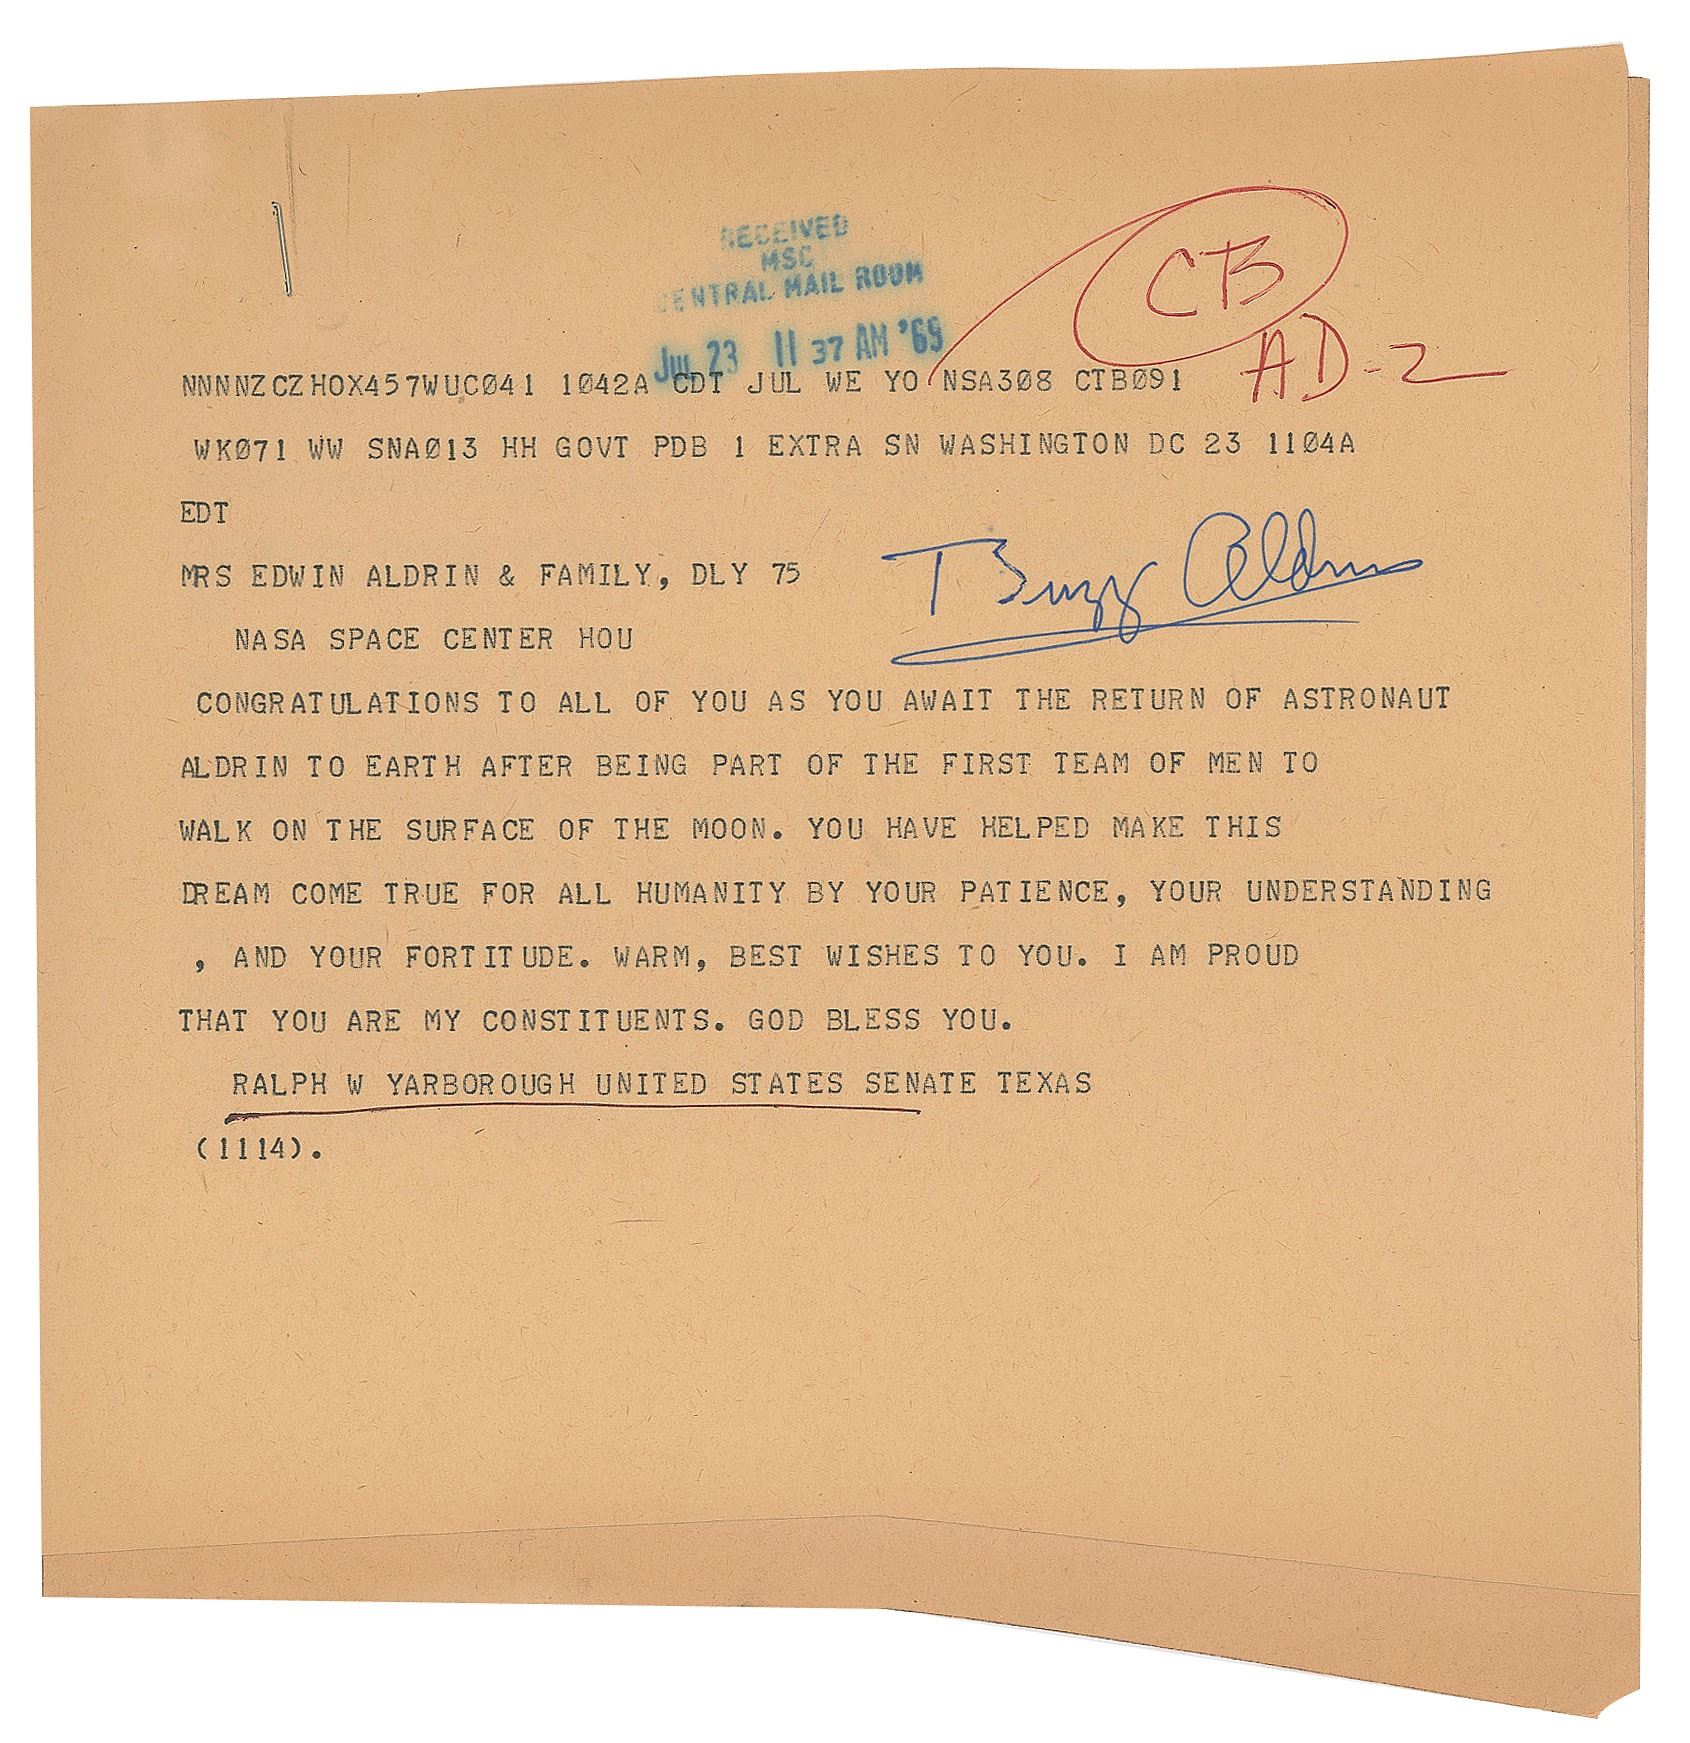 RECEIVED
MSC
CENTRAL MAIL ROOM
JUL 23 11 37 AM '69
CB
AD-2
NNNNZCZHOX457WUC041 1042A CDT JUL WE YO NSA308 CTB091
WK071 WW SNA013 HH GOVT PDB 1 EXTRA SN WASHINGTON DC 23 1104A
EDT
MRS EDWIN ALDRIN & FAMILY, DLY 75
Buzz Aldrin
NASA SPACE CENTER HOU
CONGRATULATIONS TO ALL OF YOU AS YOU AWAIT THE RETURN OF ASTRONAUT
ALDRIN TO EARTH AFTER BEING PART OF THE FIRST TEAM OF MEN TO
WALK ON THE SURFACE OF THE MOON. YOU HAVE HELPED MAKE THIS
DREAM COME TRUE FOR ALL HUMANITY BY YOUR PATIENCE, YOUR UNDERSTANDING
, AND YOUR FORTITUDE. WARM, BEST WISHES TO YOU. I AM PROUD
THAT YOU ARE MY CONSTITUENTS. GOD BLESS YOU.
RALPH W YARBOROUGH UNITED STATES SENATE TEXAS
(1114).